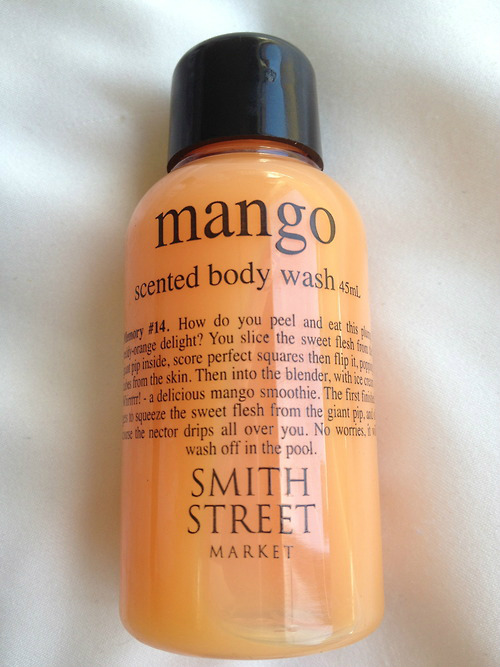 mango
scented body wash 45mL
#14. How do you peel and eat this
delight? You slice the sweet flesh from
pip inside, score perfect squares then flip it,
from the skin. Then into the blender, with ice
- a delicious mango smoothie. The first
to squeeze the sweet flesh from the giant pip,
the nector drips all over you. No worries, it
wash off in the pool.
SMITH
STREET
MARKET